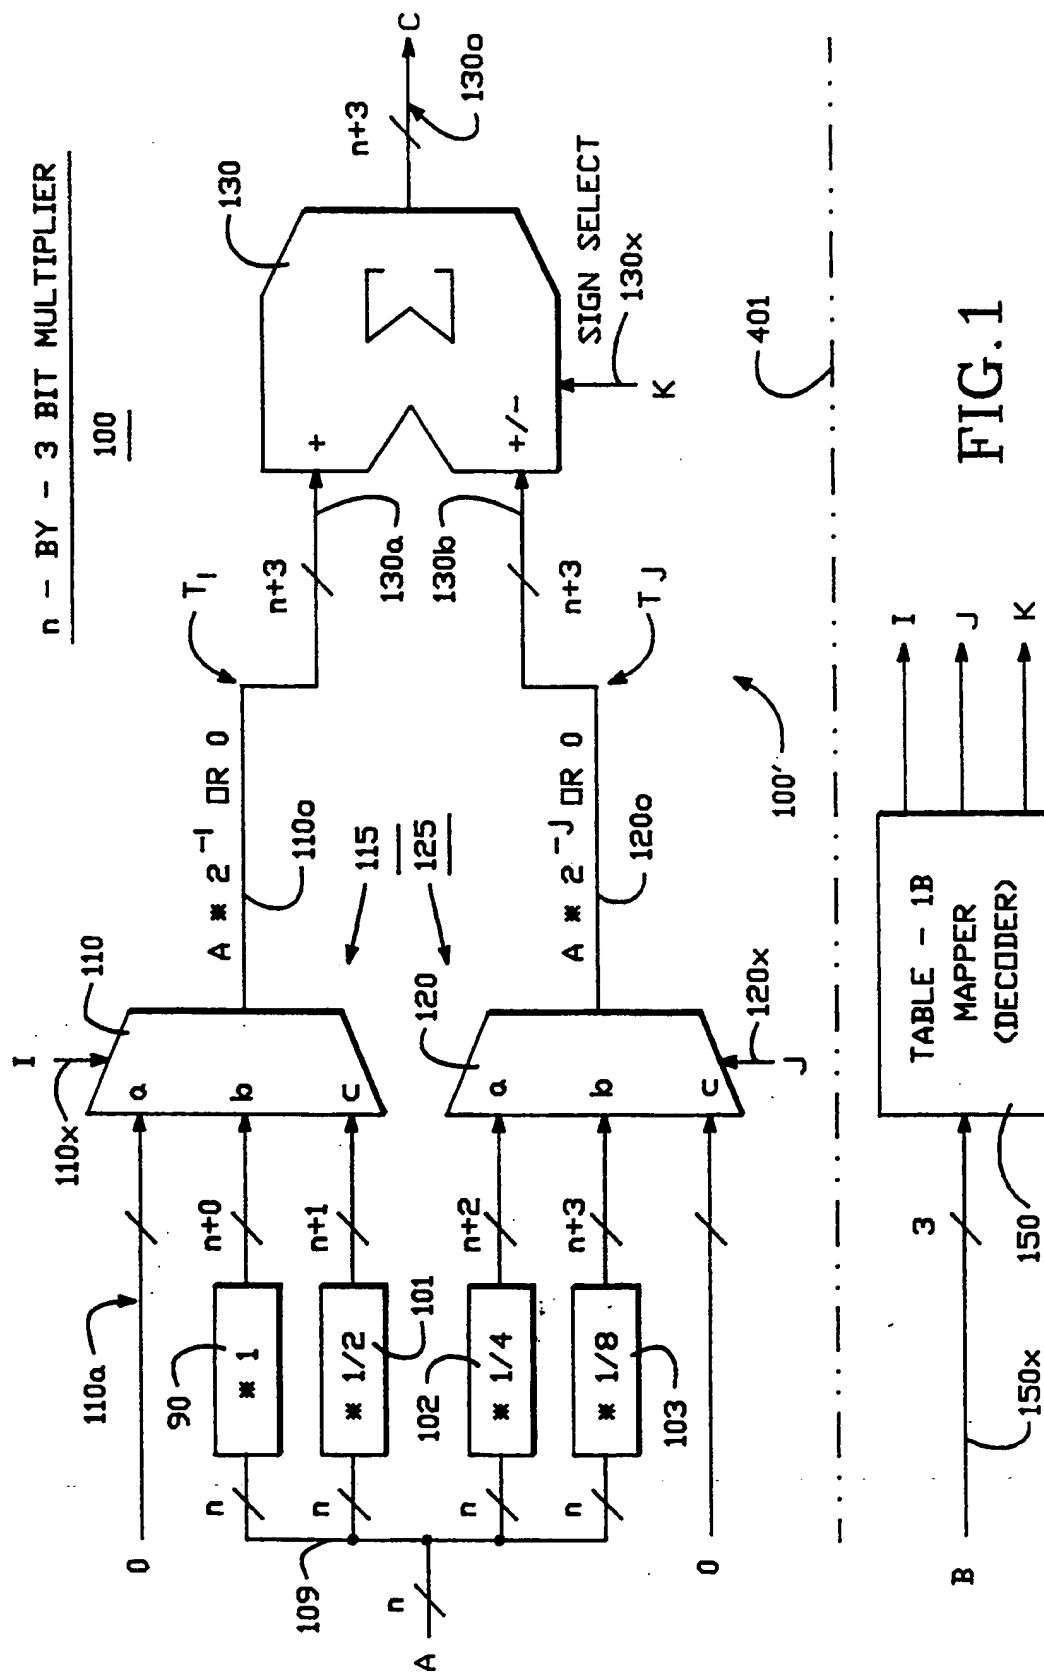 n - BY - 3 BIT MULTIPLIER
100
I
110x
110
110a
0
a
90
* 1
n
n+0
b
* 1/2
101
n
n+1
c
109
A
n
102
* 1/4
n+2
a
120
* 1/8
103
n
n+3
b
0
c
J
120x
115
125
A * 2^-I OR 0
110o
T_I
n+3
130a
A * 2^-J OR 0
120o
T_J
n+3
130b
+
+/-
Σ
130
K
130x
SIGN SELECT
n+3
C
130o
100'
401
B
150x
3
150
TABLE - 1B
MAPPER
(DECODER)
I
J
K
FIG. 1